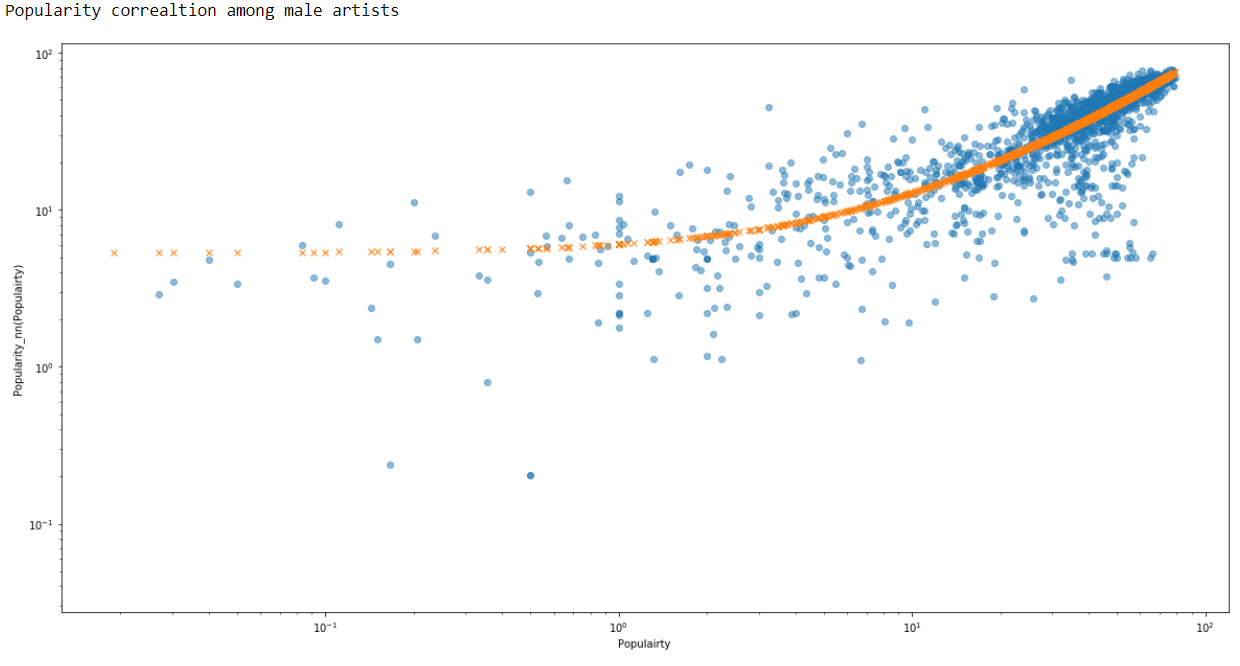 Popularity correaltion among male artists
10²
10¹
10⁰
10⁻¹
Popularity_nn(Populairty)
10⁻¹
10⁰
10¹
10²
Populairty